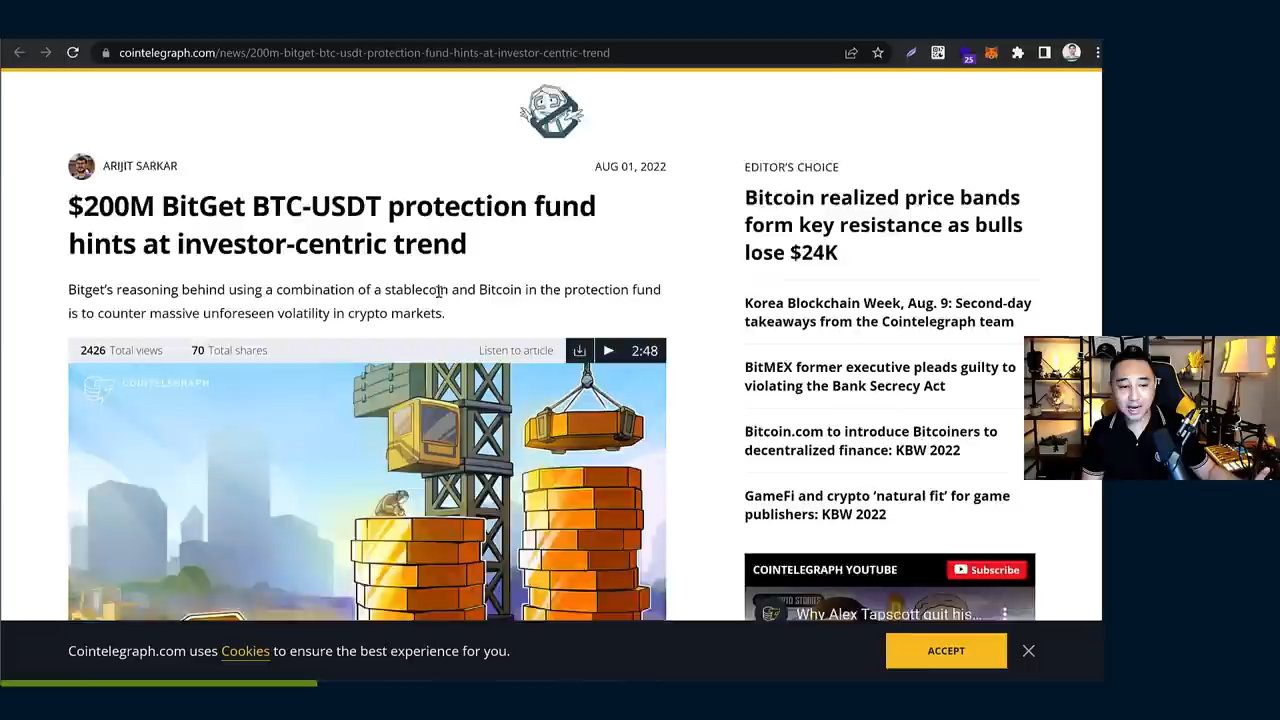 cointelegraph.com/news/200m-bitget-btc-usdt-protection-fund-hints-at-investor-centric-trend
25
ARIJIT SARKAR
AUG 01, 2022
$200M BitGet BTC-USDT protection fund
hints at investor-centric trend
Bitget's reasoning behind using a combination of a stablecoin and Bitcoin in the protection fund
is to counter massive unforeseen volatility in crypto markets.
2426 Total views 70 Total shares Listen to article 2:48
COINTELEGRAPH
EDITOR'S CHOICE
Bitcoin realized price bands
form key resistance as bulls
lose $24K
Korea Blockchain Week, Aug. 9: Second-day
takeaways from the Cointelegraph team
BitMEX former executive pleads guilty to
violating the Bank Secrecy Act
Bitcoin.com to introduce Bitcoiners to
decentralized finance: KBW 2022
GameFi and crypto ‘natural fit’ for game
publishers: KBW 2022
COINTELEGRAPH YOUTUBE
Subscribe
Why Alex Tapscott quit his...
Cointelegraph.com uses Cookies to ensure the best experience for you.
ACCEPT